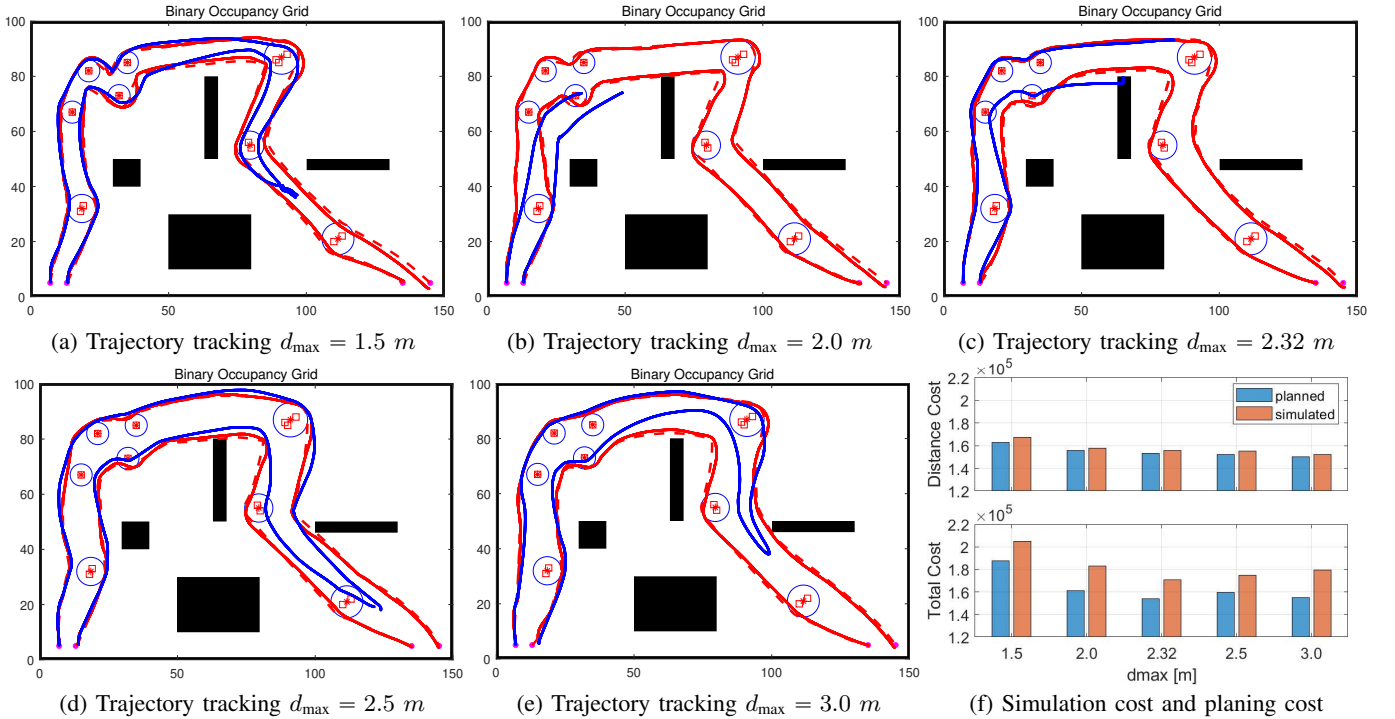 Binary Occupancy Grid
100
80
60
40
20
0
0 50 100 150
(a) Trajectory tracking d_max = 1.5 m
Binary Occupancy Grid
100
80
60
40
20
0
0 50 100 150
(b) Trajectory tracking d_max = 2.0 m
Binary Occupancy Grid
100
80
60
40
20
0
0 50 100 150
(c) Trajectory tracking d_max = 2.32 m
Binary Occupancy Grid
100
80
60
40
20
0
0 50 100 150
(d) Trajectory tracking d_max = 2.5 m
Binary Occupancy Grid
100
80
60
40
20
0
0 50 100 150
(e) Trajectory tracking d_max = 3.0 m
× 10^5
2.2
2
1.8
1.6
1.4
1.2
Distance Cost
planned
simulated
× 10^5
2.2
2
1.8
1.6
1.4
1.2
Total Cost
1.5 2.0 2.32 2.5 3.0
dmax [m]
(f) Simulation cost and planing cost